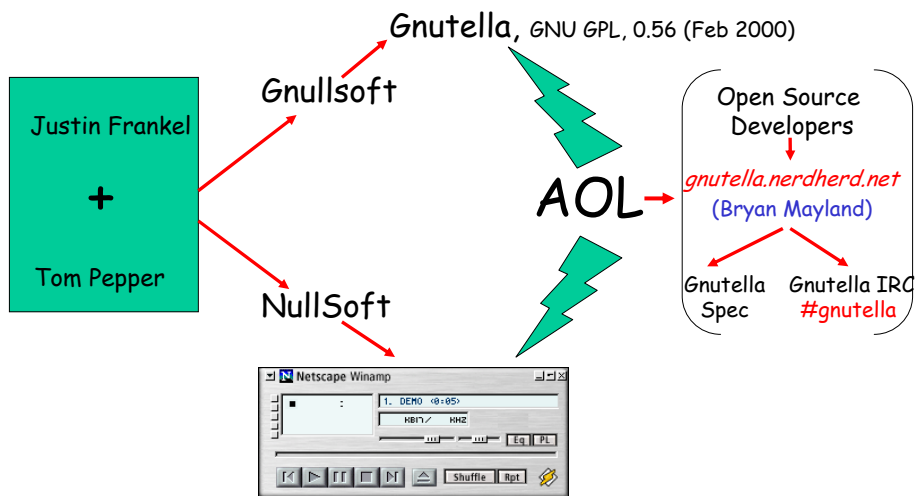 Gnutella, GNU GPL, 0.56 (Feb 2000)
Gnullsoft
Justin Frankel
+
Tom Pepper
NullSoft
AOL
Open Source
Developers
gnutella.nerdherd.net
(Bryan Mayland)
Gnutella
Spec
Gnutella IRC
#gnutella
N Netscape Winamp
1. DEMO <0:05>
:
KBIT/ KHZ
Eq PL
Shuffle Rpt